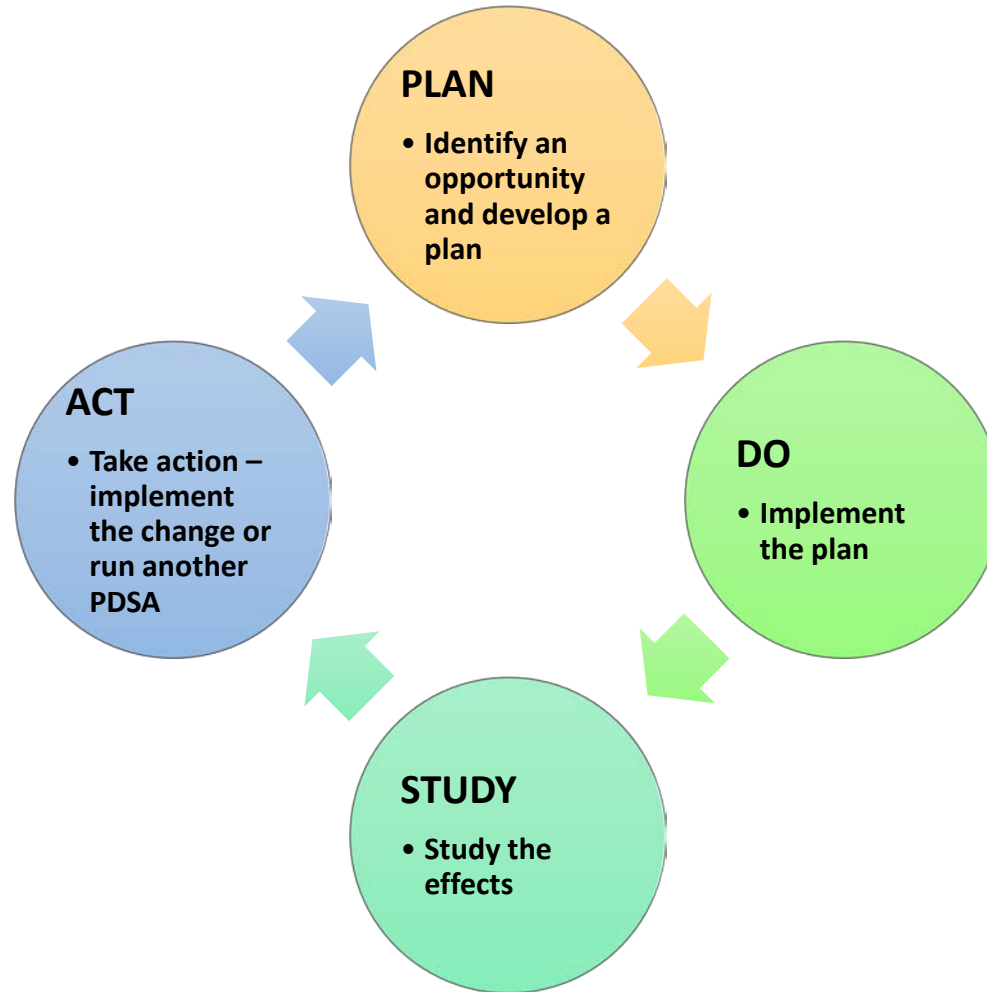 PLAN
• Identify an
opportunity
and develop a
plan
DO
• Implement
the plan
STUDY
• Study the
effects
ACT
• Take action –
implement
the change or
run another
PDSA